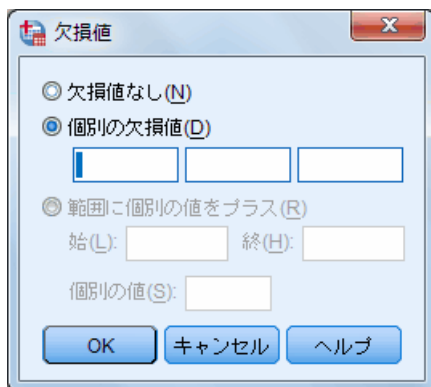 欠損値
欠損値なし(N)
個別の欠損値(D)
範囲に個別の値をプラス(R)
始(L): 終(H):
個別の値(S):
OK キャンセル ヘルプ